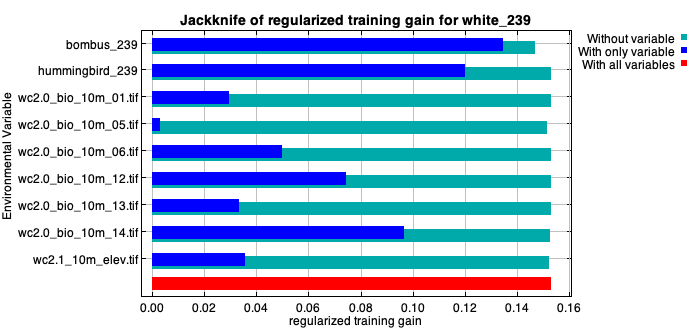 Jackknife of regularized training gain for white_239
Without variable
With only variable
With all variables
Environmental Variable
bombus_239
hummingbird_239
wc2.0_bio_10m_01.tif
wc2.0_bio_10m_05.tif
wc2.0_bio_10m_06.tif
wc2.0_bio_10m_12.tif
wc2.0_bio_10m_13.tif
wc2.0_bio_10m_14.tif
wc2.1_10m_elev.tif
0.00 0.02 0.04 0.06 0.08 0.10 0.12 0.14 0.16
regularized training gain